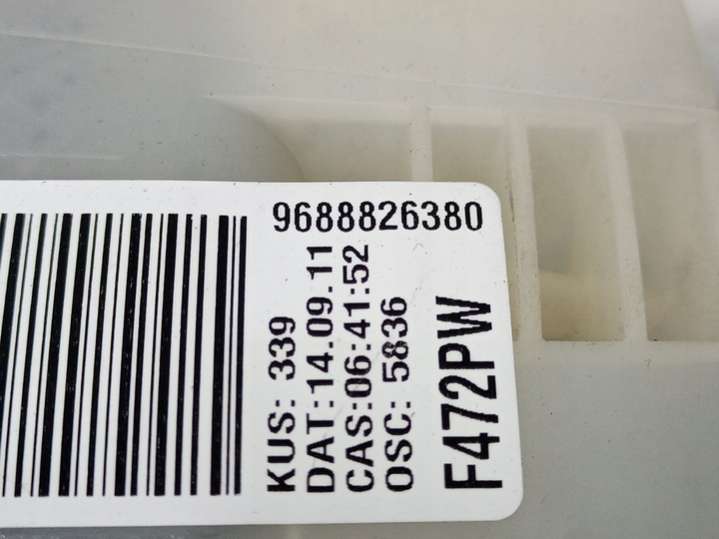 9688826380
KUS: 339
DAT:14.09.11
CAS:06:41:52
OSC: 5836
F472PW